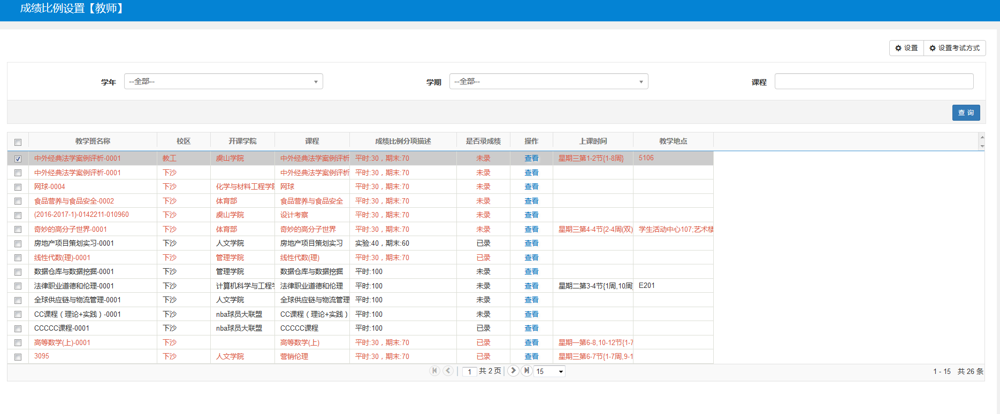 成绩比例设置【教师】
设置 设置考试方式
学年 --全部-- 学期 --全部-- 课程
查 询
教学班名称 校区 开课学院 课程 成绩比例分项描述 是否录成绩 操作 上课时间 教学地点
中外经典法学案例评析-0001 教工 虞山学院 中外经典法学案例评析 平时:30，期末:70 未录 查看 星期三第1-2节{1-8周} 5106
中外经典法学案例评析-0001 下沙 中外经典法学案例评析 平时:30，期末:70 未录 查看
网球-0004 下沙 化学与材料工程学院 网球 平时:30，期末:70 未录 查看
食品营养与食品安全-0002 下沙 体育部 食品营养与食品安全 平时:30，期末:70 未录 查看
(2016-2017-1)-0142211-010960 下沙 虞山学院 设计考察 平时:30，期末:70 未录 查看
奇妙的高分子世界-0001 下沙 体育部 奇妙的高分子世界 平时:30，期末:70 未录 查看 星期三第4-4节{2-4周(双) 学生活动中心107;艺术楼
房地产项目策划实习-0001 下沙 人文学院 房地产项目策划实习 实验:40，期末:60 已录 查看
线性代数(理)-0001 下沙 管理学院 线性代数(理) 平时:30，期末:70 已录 查看
数据仓库与数据挖掘-0001 下沙 管理学院 数据仓库与数据挖掘 平时:100 未录 查看
法律职业道德和伦理-0001 下沙 计算机科学与工程学 法律职业道德和伦理 平时:100 未录 查看 星期二第3-4节{1周,10周 E201
全球供应链与物流管理-0001 下沙 人文学院 全球供应链与物流管理 平时:100 未录 查看
CC课程（理论+实践）-0001 下沙 nba球员大联盟 CC课程（理论+实践） 平时:100 未录 查看
CCCCC课程-0001 下沙 nba球员大联盟 CCCCC课程 平时:100 已录 查看
高等数学(上)-0001 下沙 高等数学(上) 平时:30，期末:70 已录 查看 星期一第6-8,10-12节{1-7
3095 下沙 人文学院 营销伦理 平时:30，期末:70 已录 查看 星期三第6-7节{1-7周,9-1
1 共 2 页 15 1 - 15 共 26 条